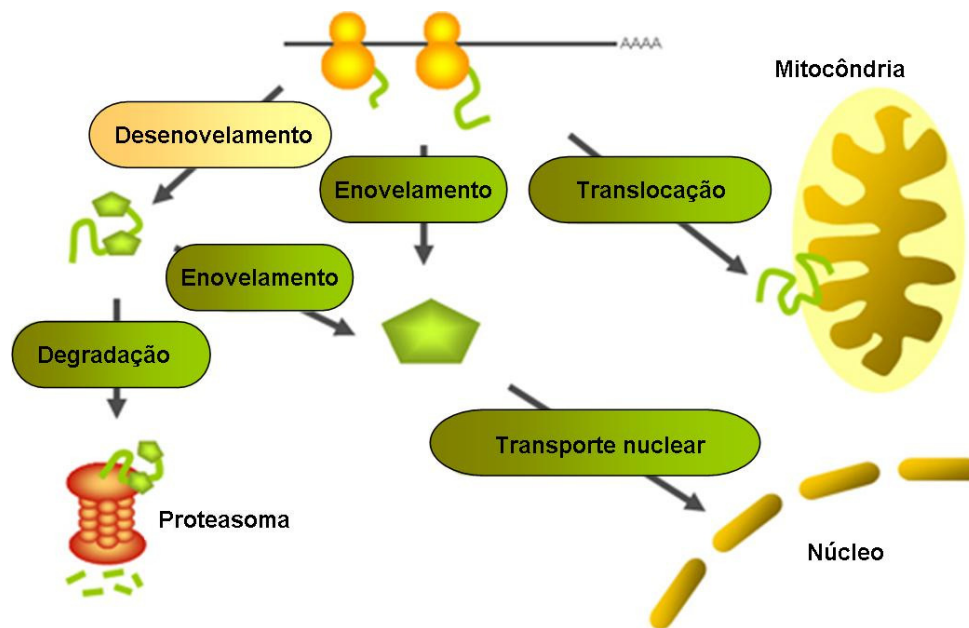 AAAA
Mitocôndria
Desenovelamento
Enovelamento
Translocação
Enovelamento
Degradação
Transporte nuclear
Proteasoma
Núcleo